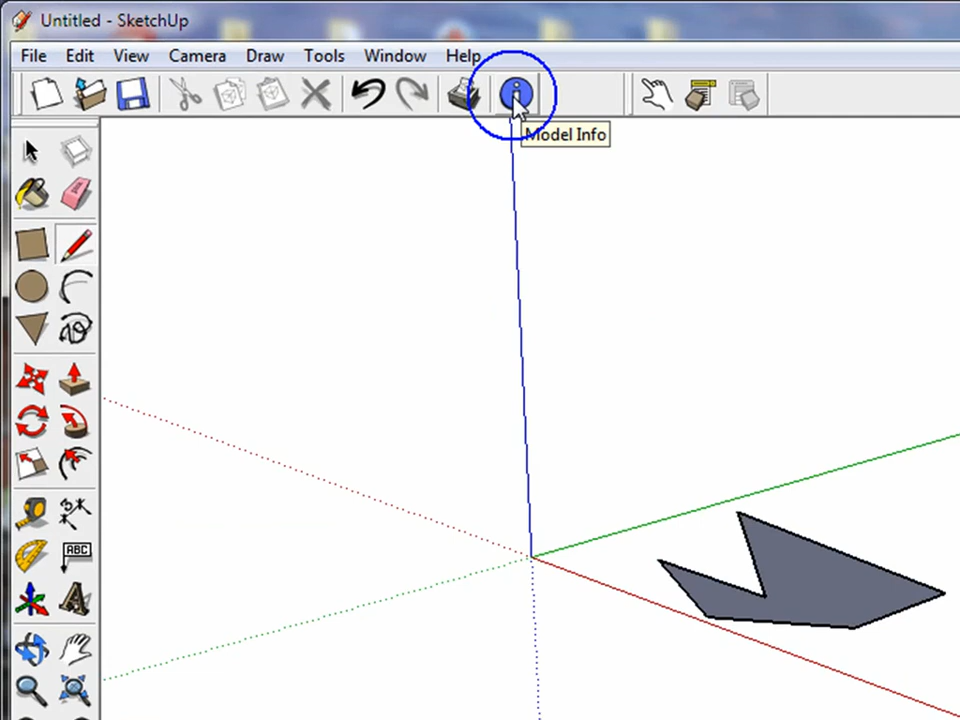 Untitled - SketchUp
File Edit View Camera Draw Tools Window Help
Model Info
ABC